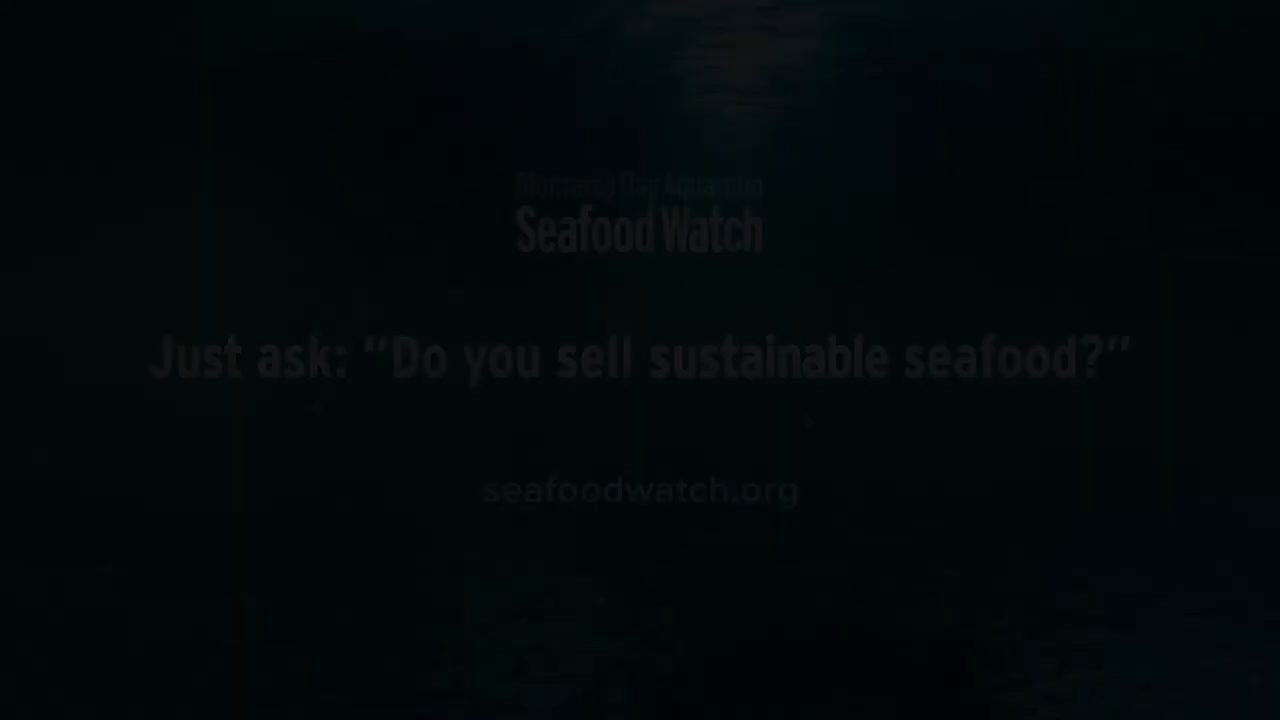 Monterey Bay Aquarium
Seafood Watch
Just ask: “Do you sell sustainable seafood?”
seafoodwatch.org